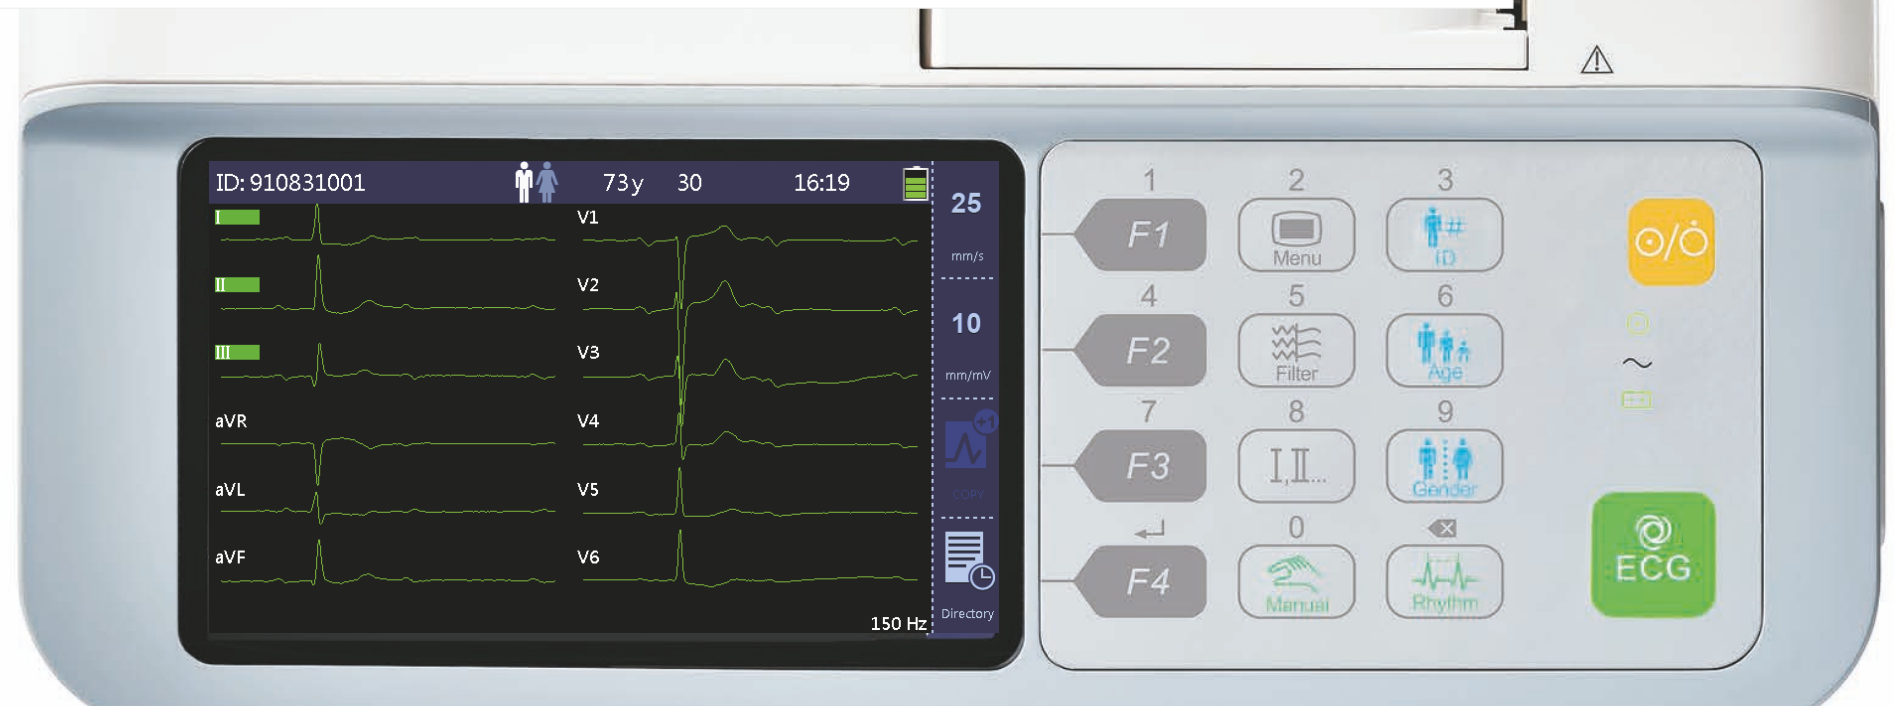 ID: 910831001 73y 30 16:19
25
mm/s
10
mm/mV
+1
COPY
Directory
I
II
III
aVR
aVL
aVF
V1
V2
V3
V4
V5
V6
150 Hz
1 2 3
F1 Menu ID
4 5 6
F2 Filter Age
7 8 9
F3 I,II... Gender
0
F4 Manual Rhythm
ECG